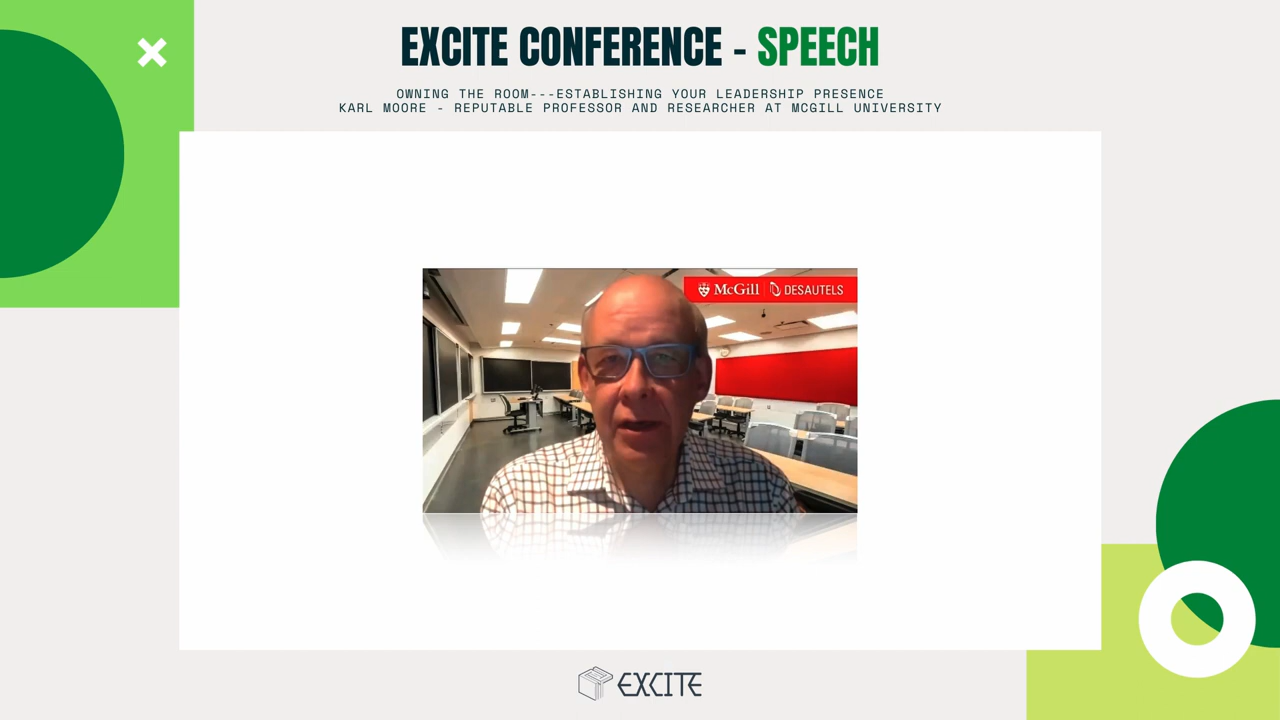 EXCITE CONFERENCE - SPEECH
OWNING THE ROOM---ESTABLISHING YOUR LEADERSHIP PRESENCE
KARL MOORE - REPUTABLE PROFESSOR AND RESEARCHER AT MCGILL UNIVERSITY
McGill DESAUTELS
EXCITE